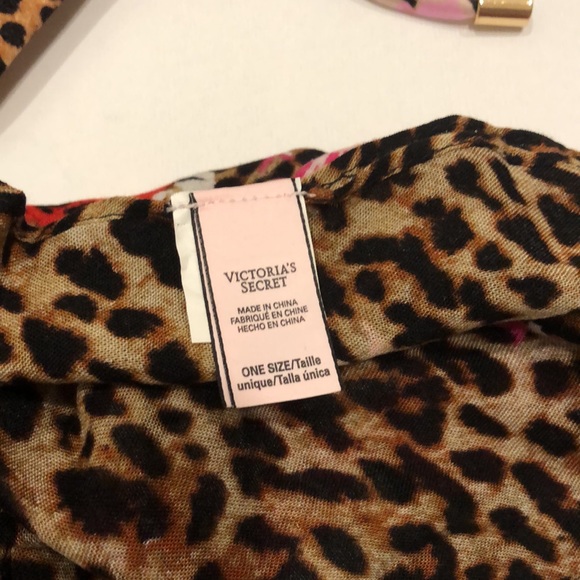 VICTORIA'S
SECRET
MADE IN CHINA
FABRIQUÉ EN CHINE
HECHO EN CHINA
ONE SIZE/Taille
unique/Talla única